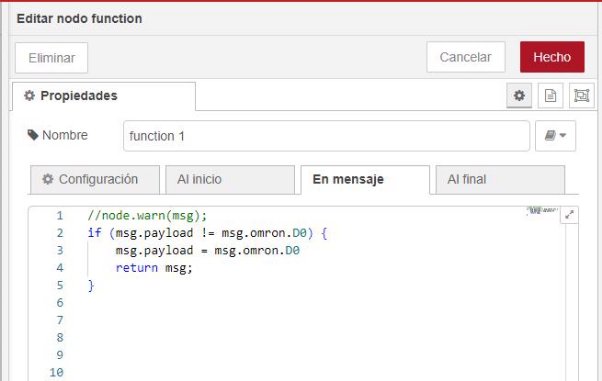 Editar nodo function
Eliminar
Cancelar
Hecho
Propiedades
Nombre
function 1
Configuración
Al inicio
En mensaje
Al final
1 //node.warn(msg);
2 if (msg.payload != msg.omron.D0) {
3 msg.payload = msg.omron.D0
4 return msg;
5 }
6
7
8
9
10